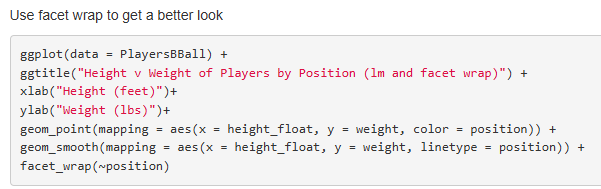 Use facet wrap to get a better look
ggplot(data = PlayersBBall) +
ggtitle("Height v Weight of Players by Position (lm and facet wrap)") +
xlab("Height (feet)")+
ylab("Weight (lbs)")+
geom_point(mapping = aes(x = height_float, y = weight, color = position)) +
geom_smooth(mapping = aes(x = height_float, y = weight, linetype = position)) +
facet_wrap(~position)